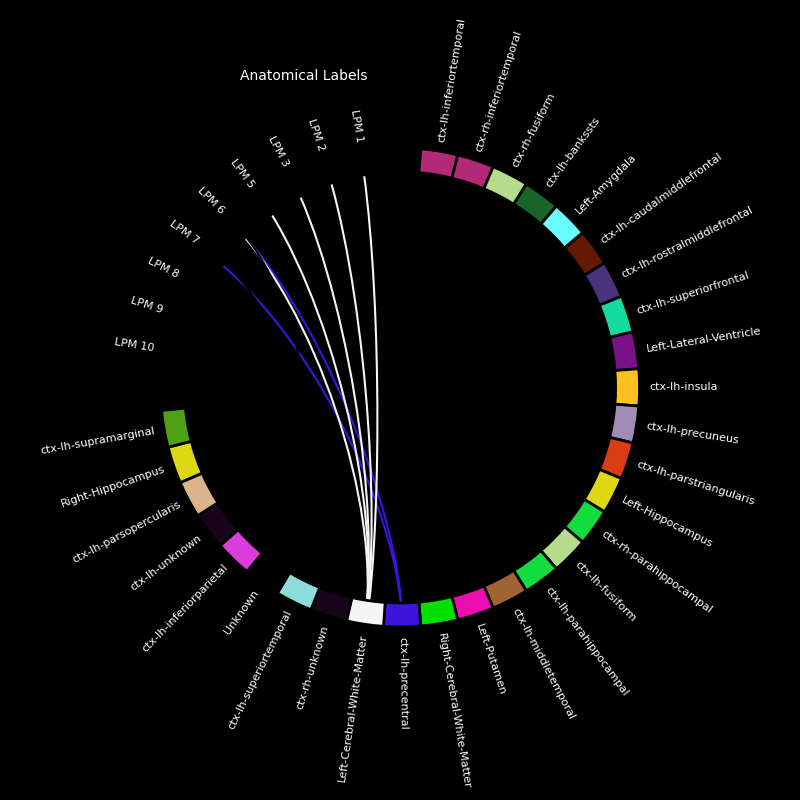 Anatomical Labels
LPM 1
LPM 2
LPM 3
LPM 5
LPM 6
LPM 7
LPM 8
LPM 9
LPM 10
ctx-lh-supramarginal
Right-Hippocampus
ctx-lh-parsopercularis
ctx-lh-unknown
ctx-lh-inferiorparietal
Unknown
ctx-lh-superiortemporal
ctx-rh-unknown
Left-Cerebral-White-Matter
ctx-lh-precentral
Right-Cerebral-White-Matter
Left-Putamen
ctx-lh-middletemporal
ctx-lh-parahippocampal
ctx-lh-fusiform
ctx-rh-parahippocampal
Left-Hippocampus
ctx-lh-parstriangularis
ctx-lh-precuneus
ctx-lh-insula
Left-Lateral-Ventricle
ctx-lh-superiorfrontal
ctx-lh-rostralmiddlefrontal
ctx-lh-caudalmiddlefrontal
Left-Amygdala
ctx-lh-bankssts
ctx-rh-fusiform
ctx-rh-inferiortemporal
ctx-lh-inferiortemporal